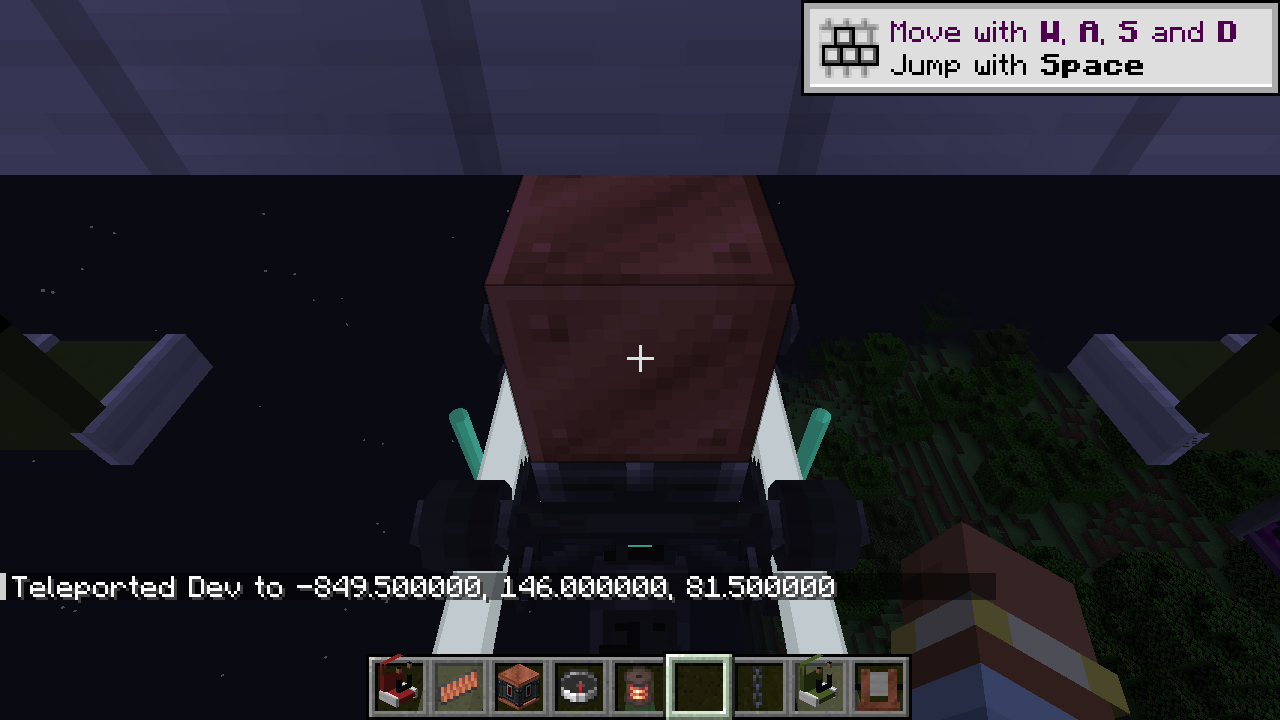 Move with W, A, S and D
Jump with Space
Teleported Dev to -849.500000, 146.000000, 81.500000